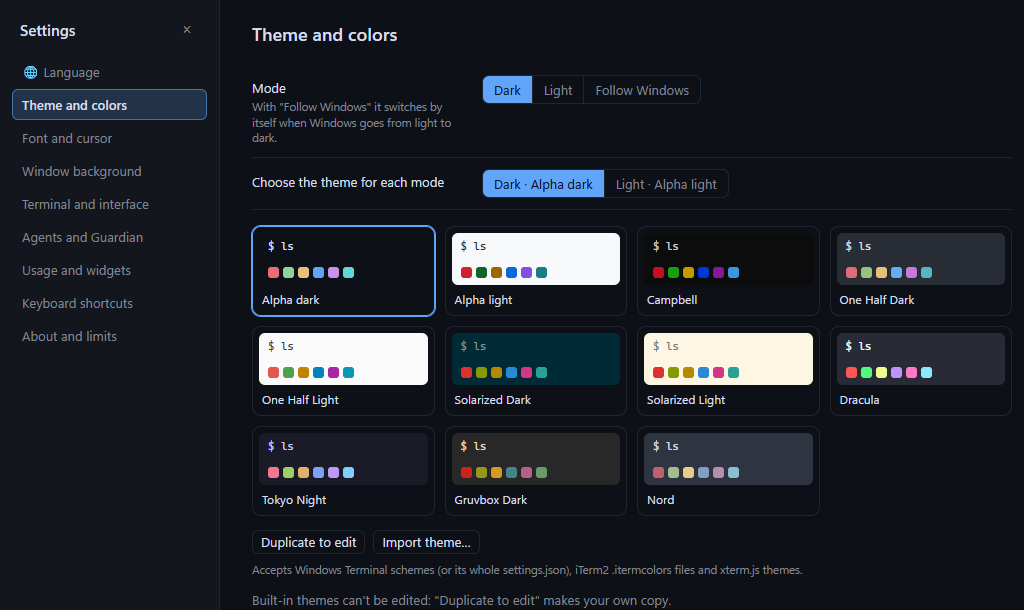 Settings
×
Language
Theme and colors
Font and cursor
Window background
Terminal and interface
Agents and Guardian
Usage and widgets
Keyboard shortcuts
About and limits
Theme and colors
Mode
With "Follow Windows" it switches by
itself when Windows goes from light to
dark.
Dark
Light
Follow Windows
Choose the theme for each mode
Dark · Alpha dark
Light · Alpha light
$ ls
Alpha dark
$ ls
Alpha light
$ ls
Campbell
$ ls
One Half Dark
$ ls
One Half Light
$ ls
Solarized Dark
$ ls
Solarized Light
$ ls
Dracula
$ ls
Tokyo Night
$ ls
Gruvbox Dark
$ ls
Nord
Duplicate to edit
Import theme...
Accepts Windows Terminal schemes (or its whole settings.json), iTerm2 .itermcolors files and xterm.js themes.
Built-in themes can't be edited: "Duplicate to edit" makes your own copy.